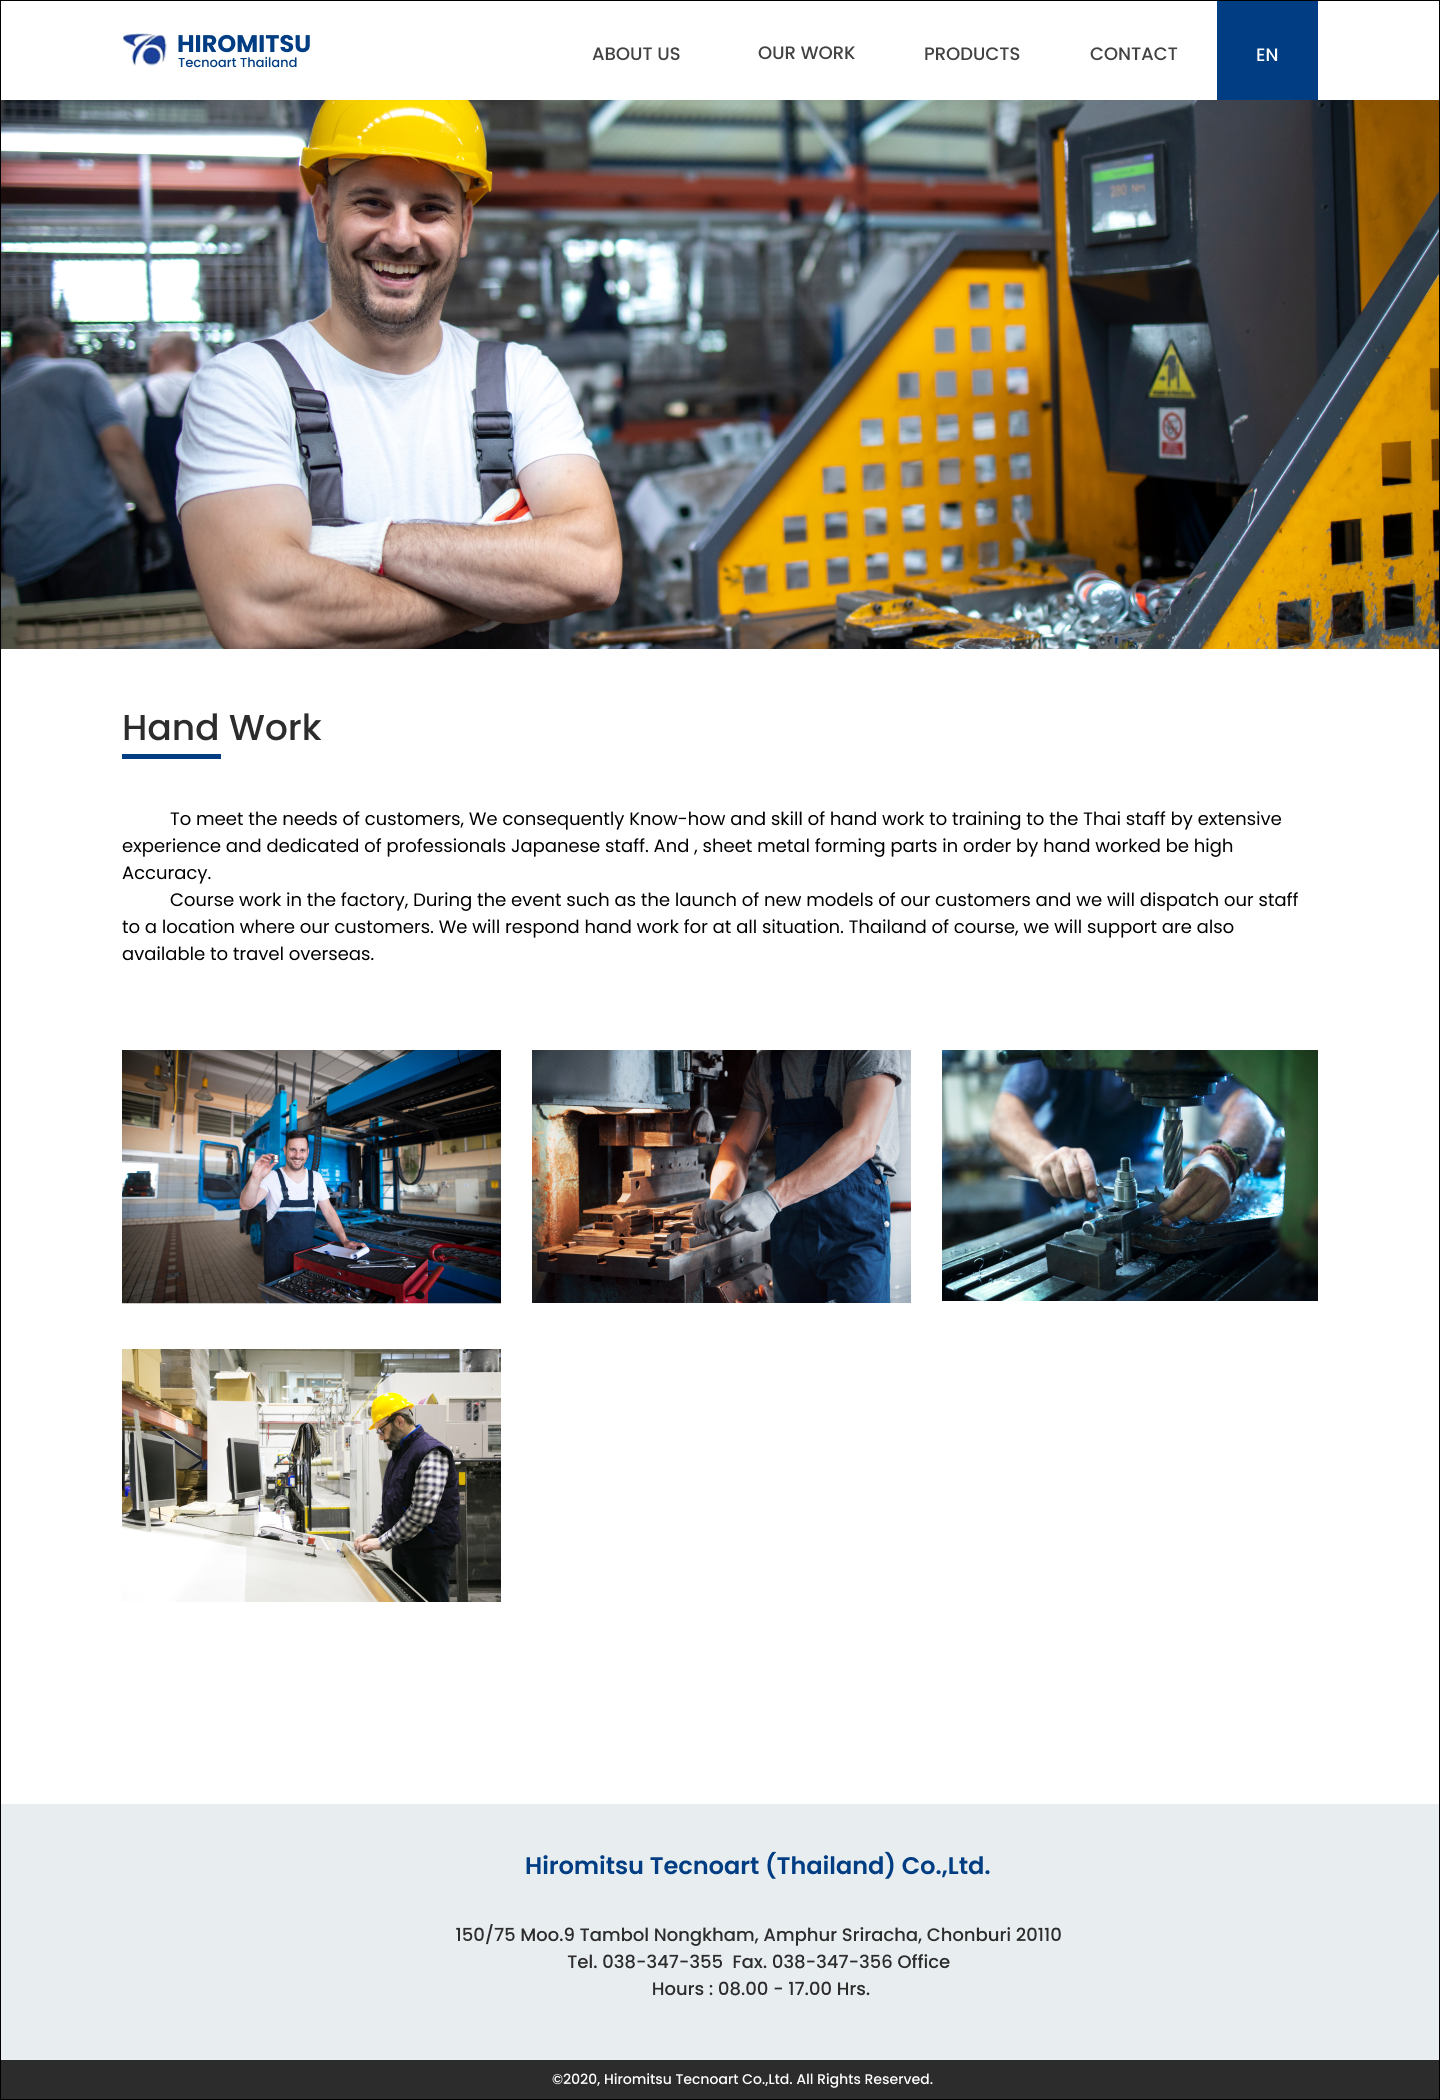 HIROMITSU
Tecnoart Thailand
ABOUT US
OUR WORK
PRODUCTS
CONTACT
EN
Hand Work
To meet the needs of customers, We consequently Know-how and skill of hand work to training to the Thai staff by extensive
experience and dedicated of professionals Japanese staff. And , sheet metal forming parts in order by hand worked be high
Accuracy.
Course work in the factory, During the event such as the launch of new models of our customers and we will dispatch our staff
to a location where our customers. We will respond hand work for at all situation. Thailand of course, we will support are also
available to travel overseas.
Hiromitsu Tecnoart (Thailand) Co.,Ltd.
150/75 Moo.9 Tambol Nongkham, Amphur Sriracha, Chonburi 20110
Tel. 038-347-355  Fax. 038-347-356 Office
Hours : 08.00 - 17.00 Hrs.
©2020, Hiromitsu Tecnoart Co.,Ltd. All Rights Reserved.